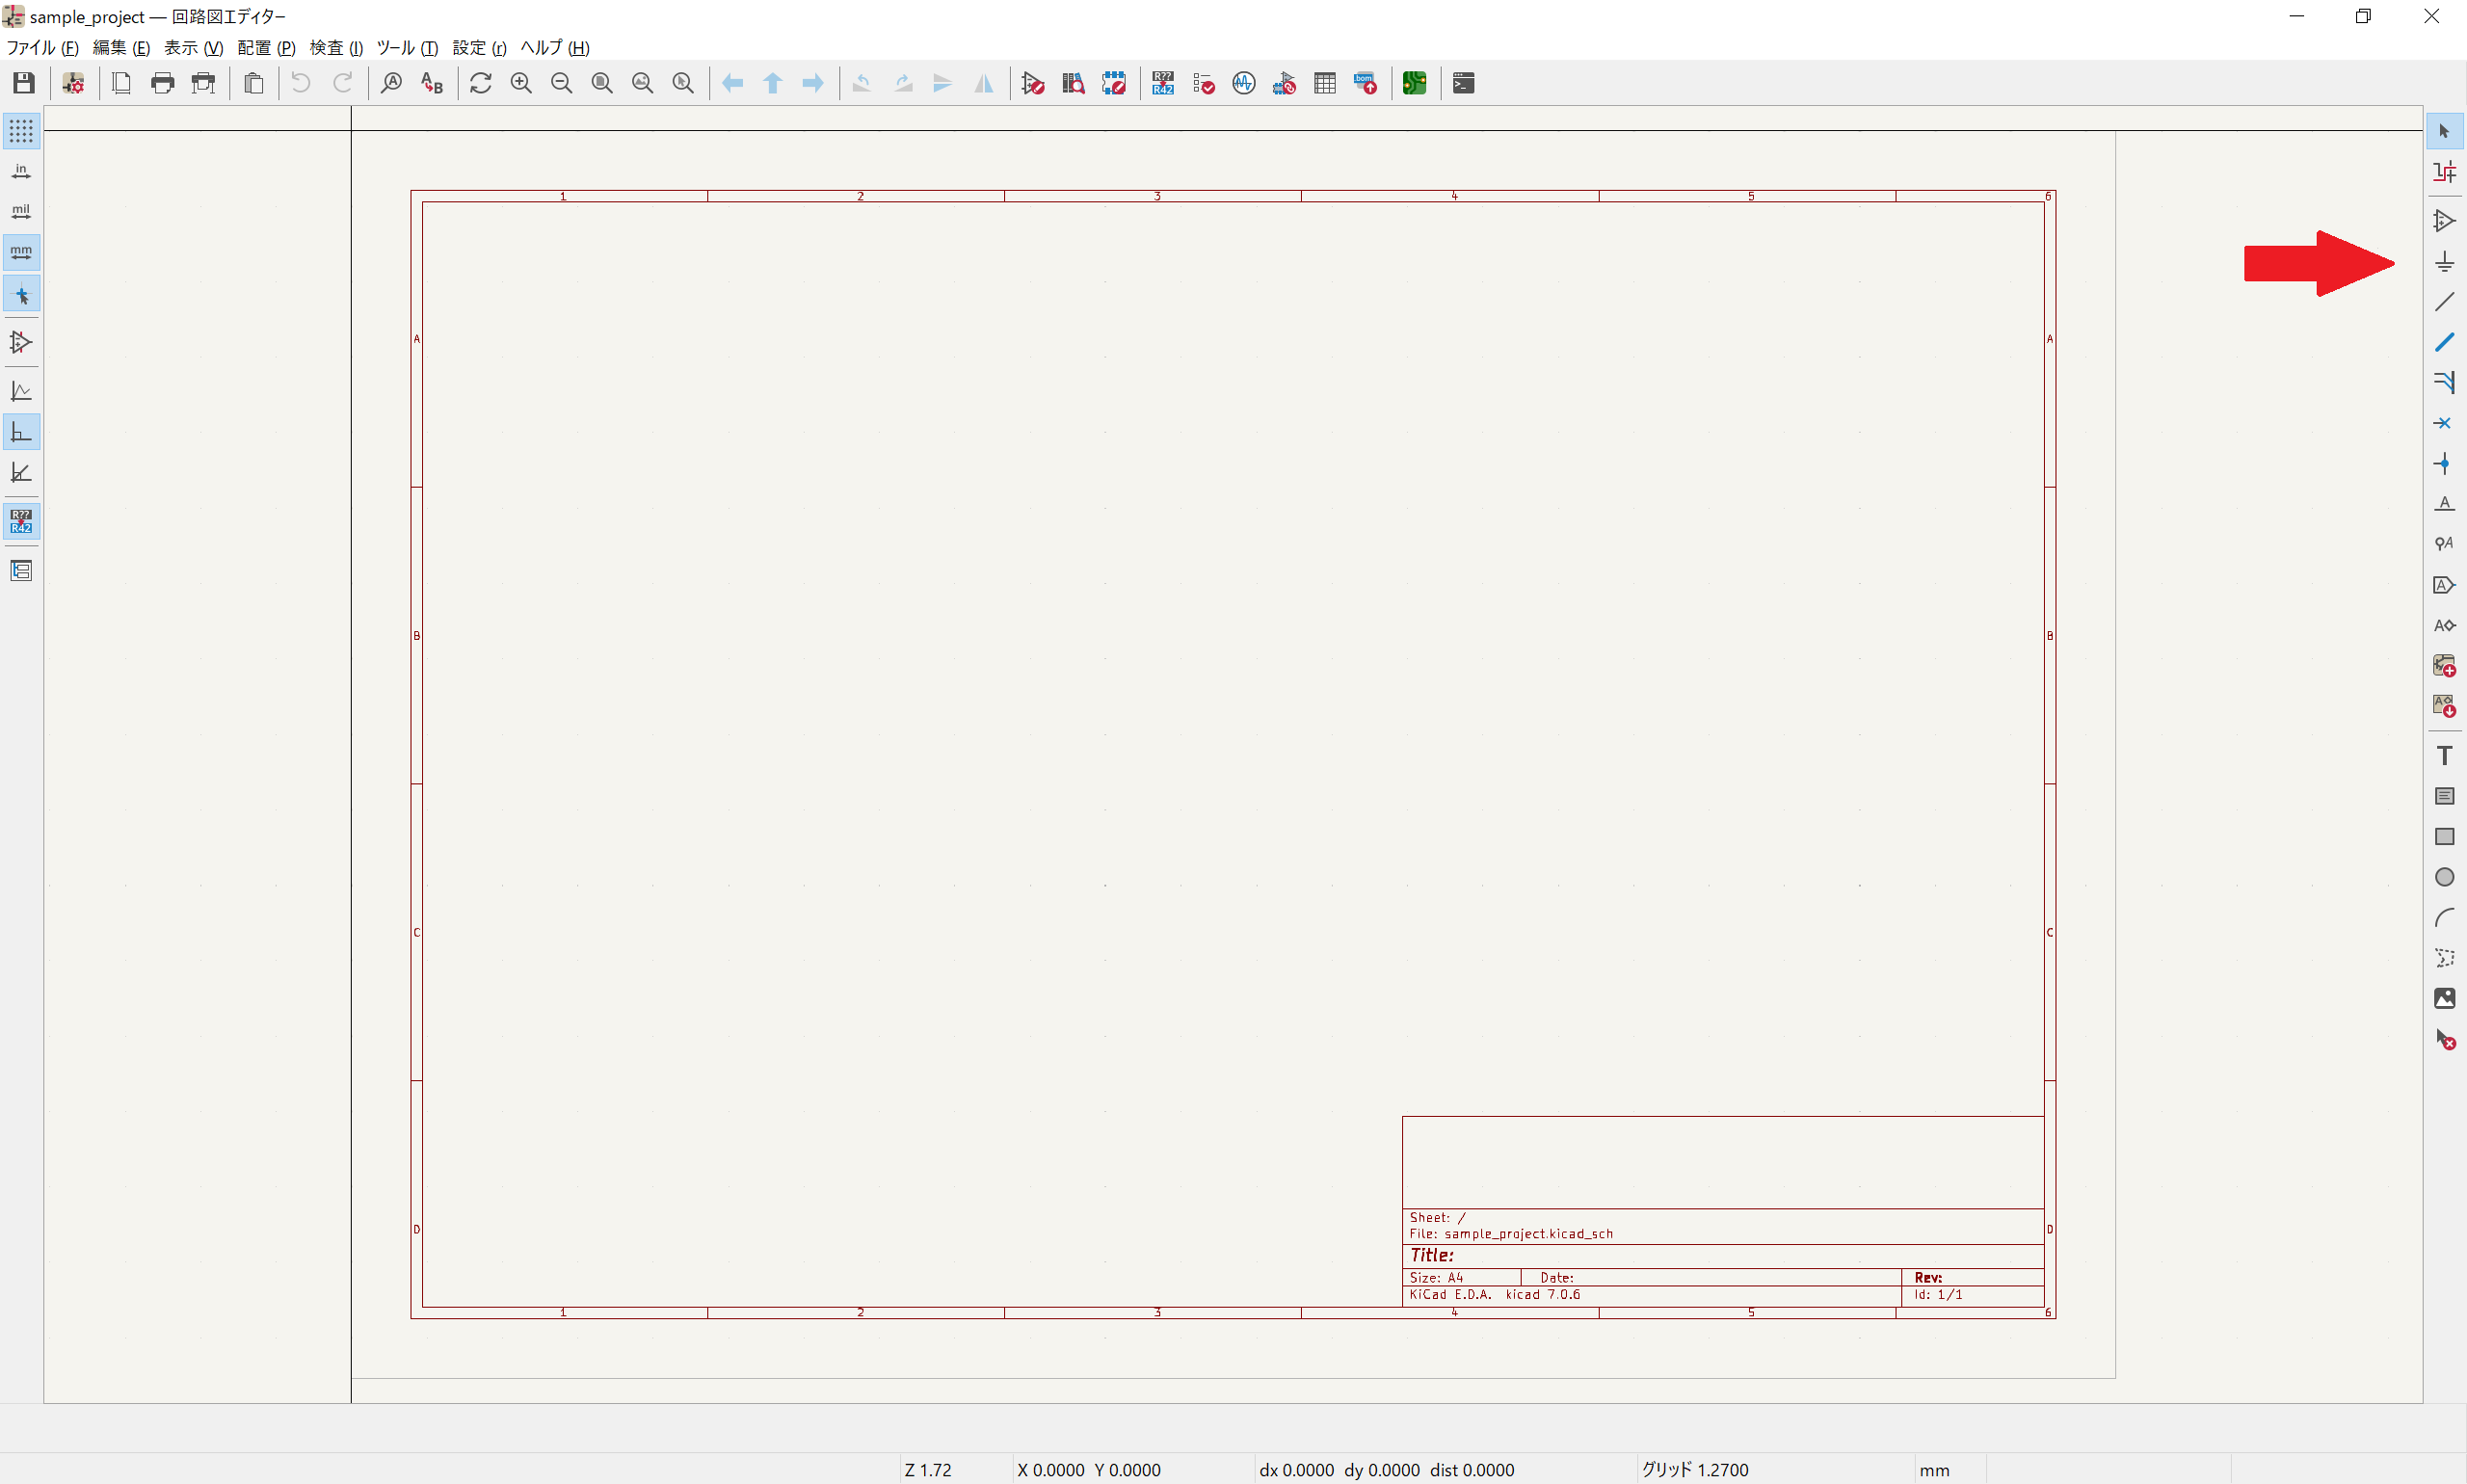 sample_project — 回路図エディター
ファイル (F) 編集 (E) 表示 (V) 配置 (P) 検査 (I) ツール (T) 設定 (r) ヘルプ (H)
A
A B
R??
R42
bom
in
mil
mm
R??
R42
A
A
A
A
A
T
1 2 3 4 5 6
A A
B B
C C
D D
Sheet: /
File: sample_project.kicad_sch
Title:
Size: A4 Date: Rev:
KiCad E.D.A. kicad 7.0.6 Id: 1/1
1 2 3 4 5 6
Z 1.72 X 0.0000 Y 0.0000 dx 0.0000 dy 0.0000 dist 0.0000 グリッド 1.2700 mm